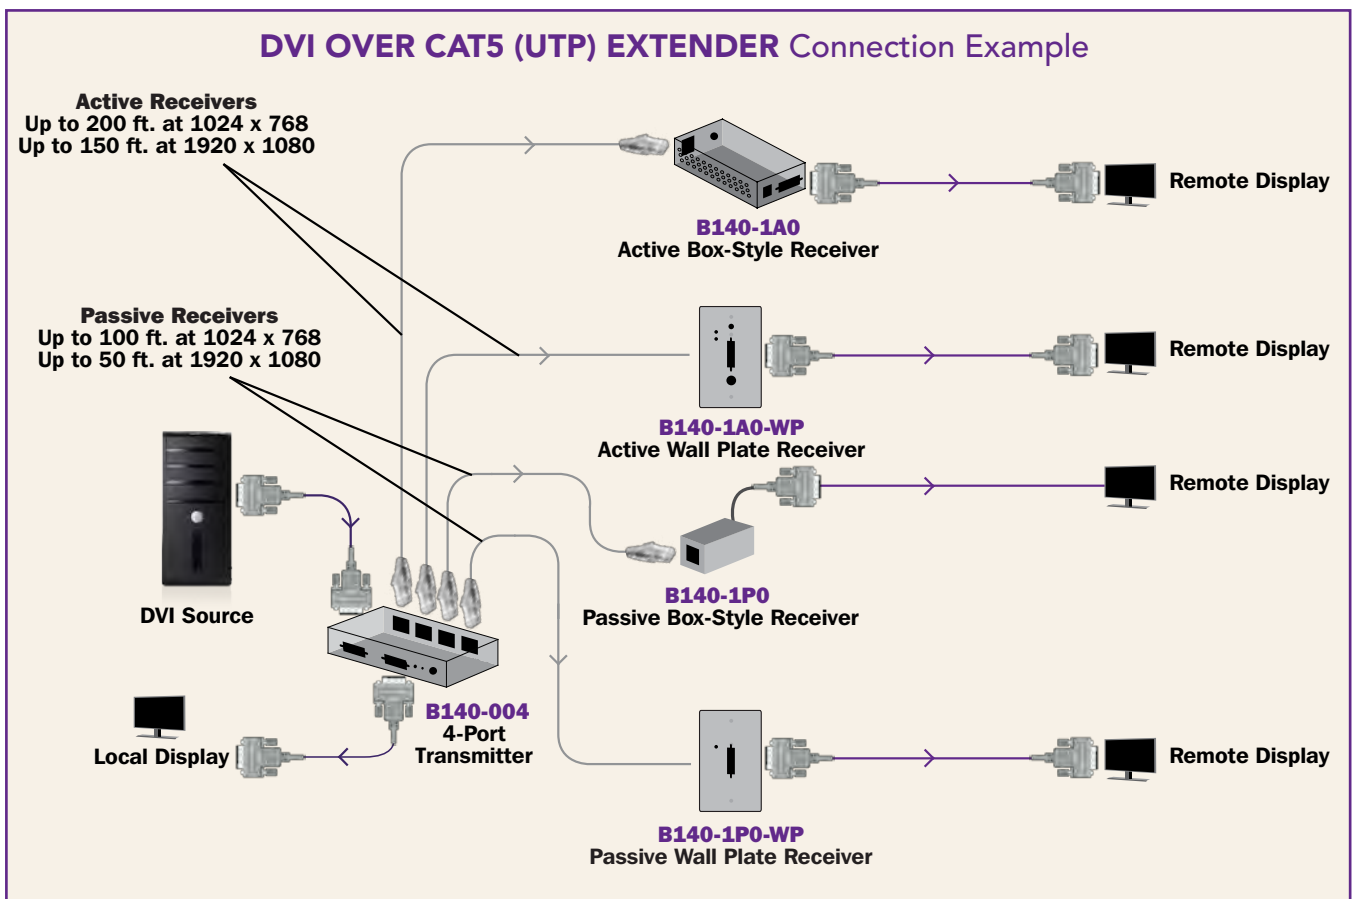 DVI OVER CAT5 (UTP) EXTENDER Connection Example
Active Receivers
Up to 200 ft. at 1024 x 768
Up to 150 ft. at 1920 x 1080
Remote Display
B140-1A0
Active Box-Style Receiver
Passive Receivers
Up to 100 ft. at 1024 x 768
Up to 50 ft. at 1920 x 1080
Remote Display
B140-1A0-WP
Active Wall Plate Receiver
Remote Display
B140-1P0
Passive Box-Style Receiver
DVI Source
B140-004
4-Port
Transmitter
Local Display
Remote Display
B140-1P0-WP
Passive Wall Plate Receiver